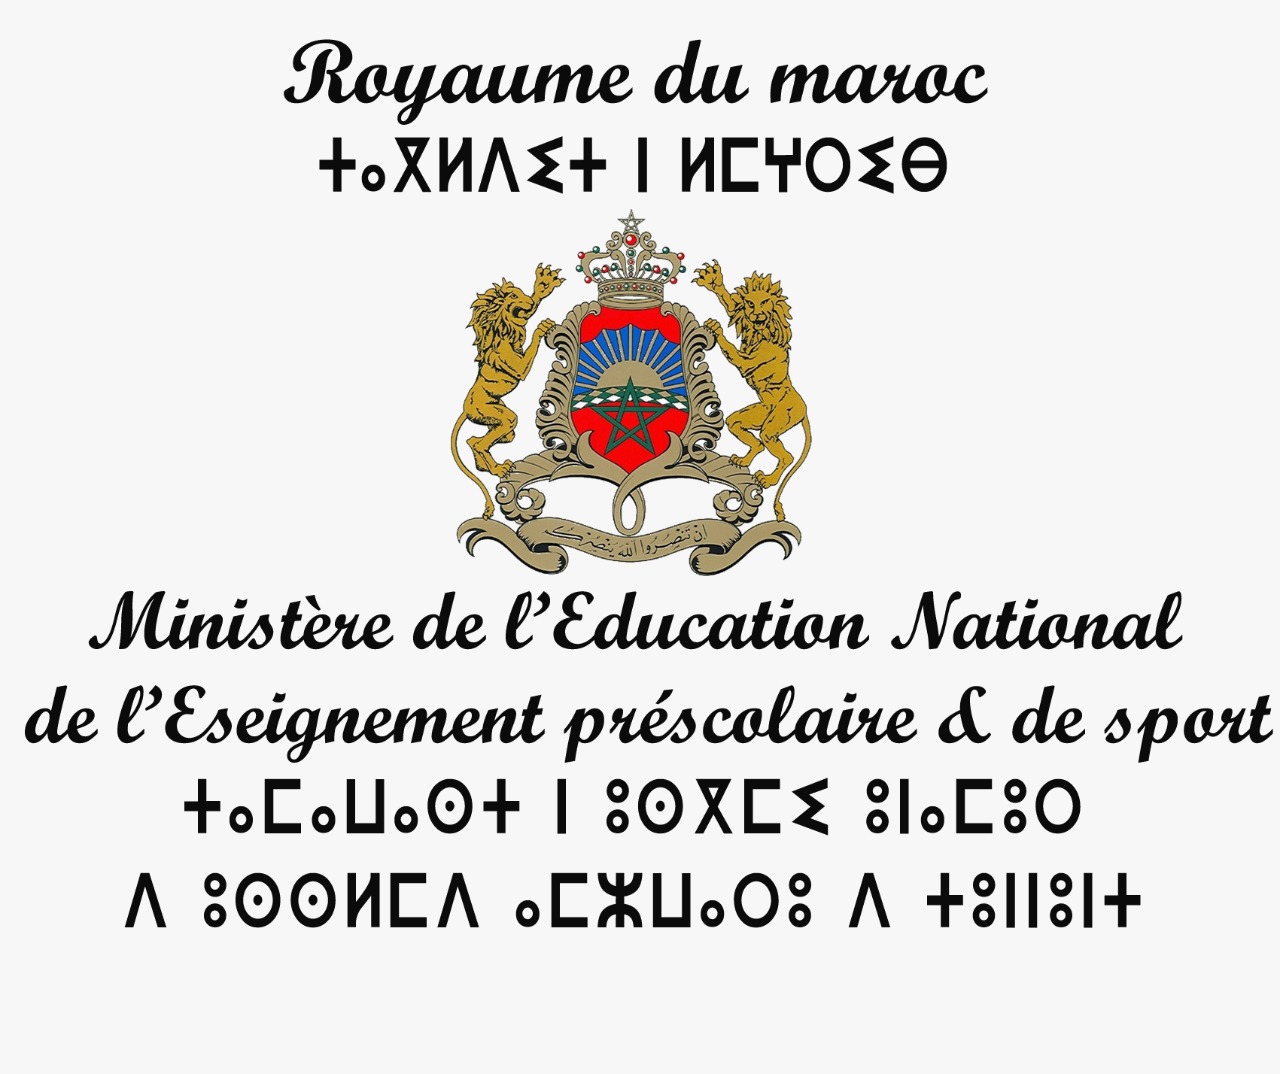 Royaume du maroc
ⵜⴰⴳⵍⴷⵉⵜ ⵏ ⵍⵎⵖⵔⵉⴱ
ان تنصروا الله ينصركم
Ministère de l'Education National
de l'Eseignement préscolaire & de sport
ⵜⴰⵎⴰⵡⴰⵙⵜ ⵏ ⵓⵙⴳⵎⵉ ⵓⵏⴰⵎⵓⵔ
ⴷ ⵓⵙⵙⵍⵎⴷ ⴰⵎⵣⵡⴰⵔⵓ ⴷ ⵜⵓⵏⵏⵓⵏⵜ